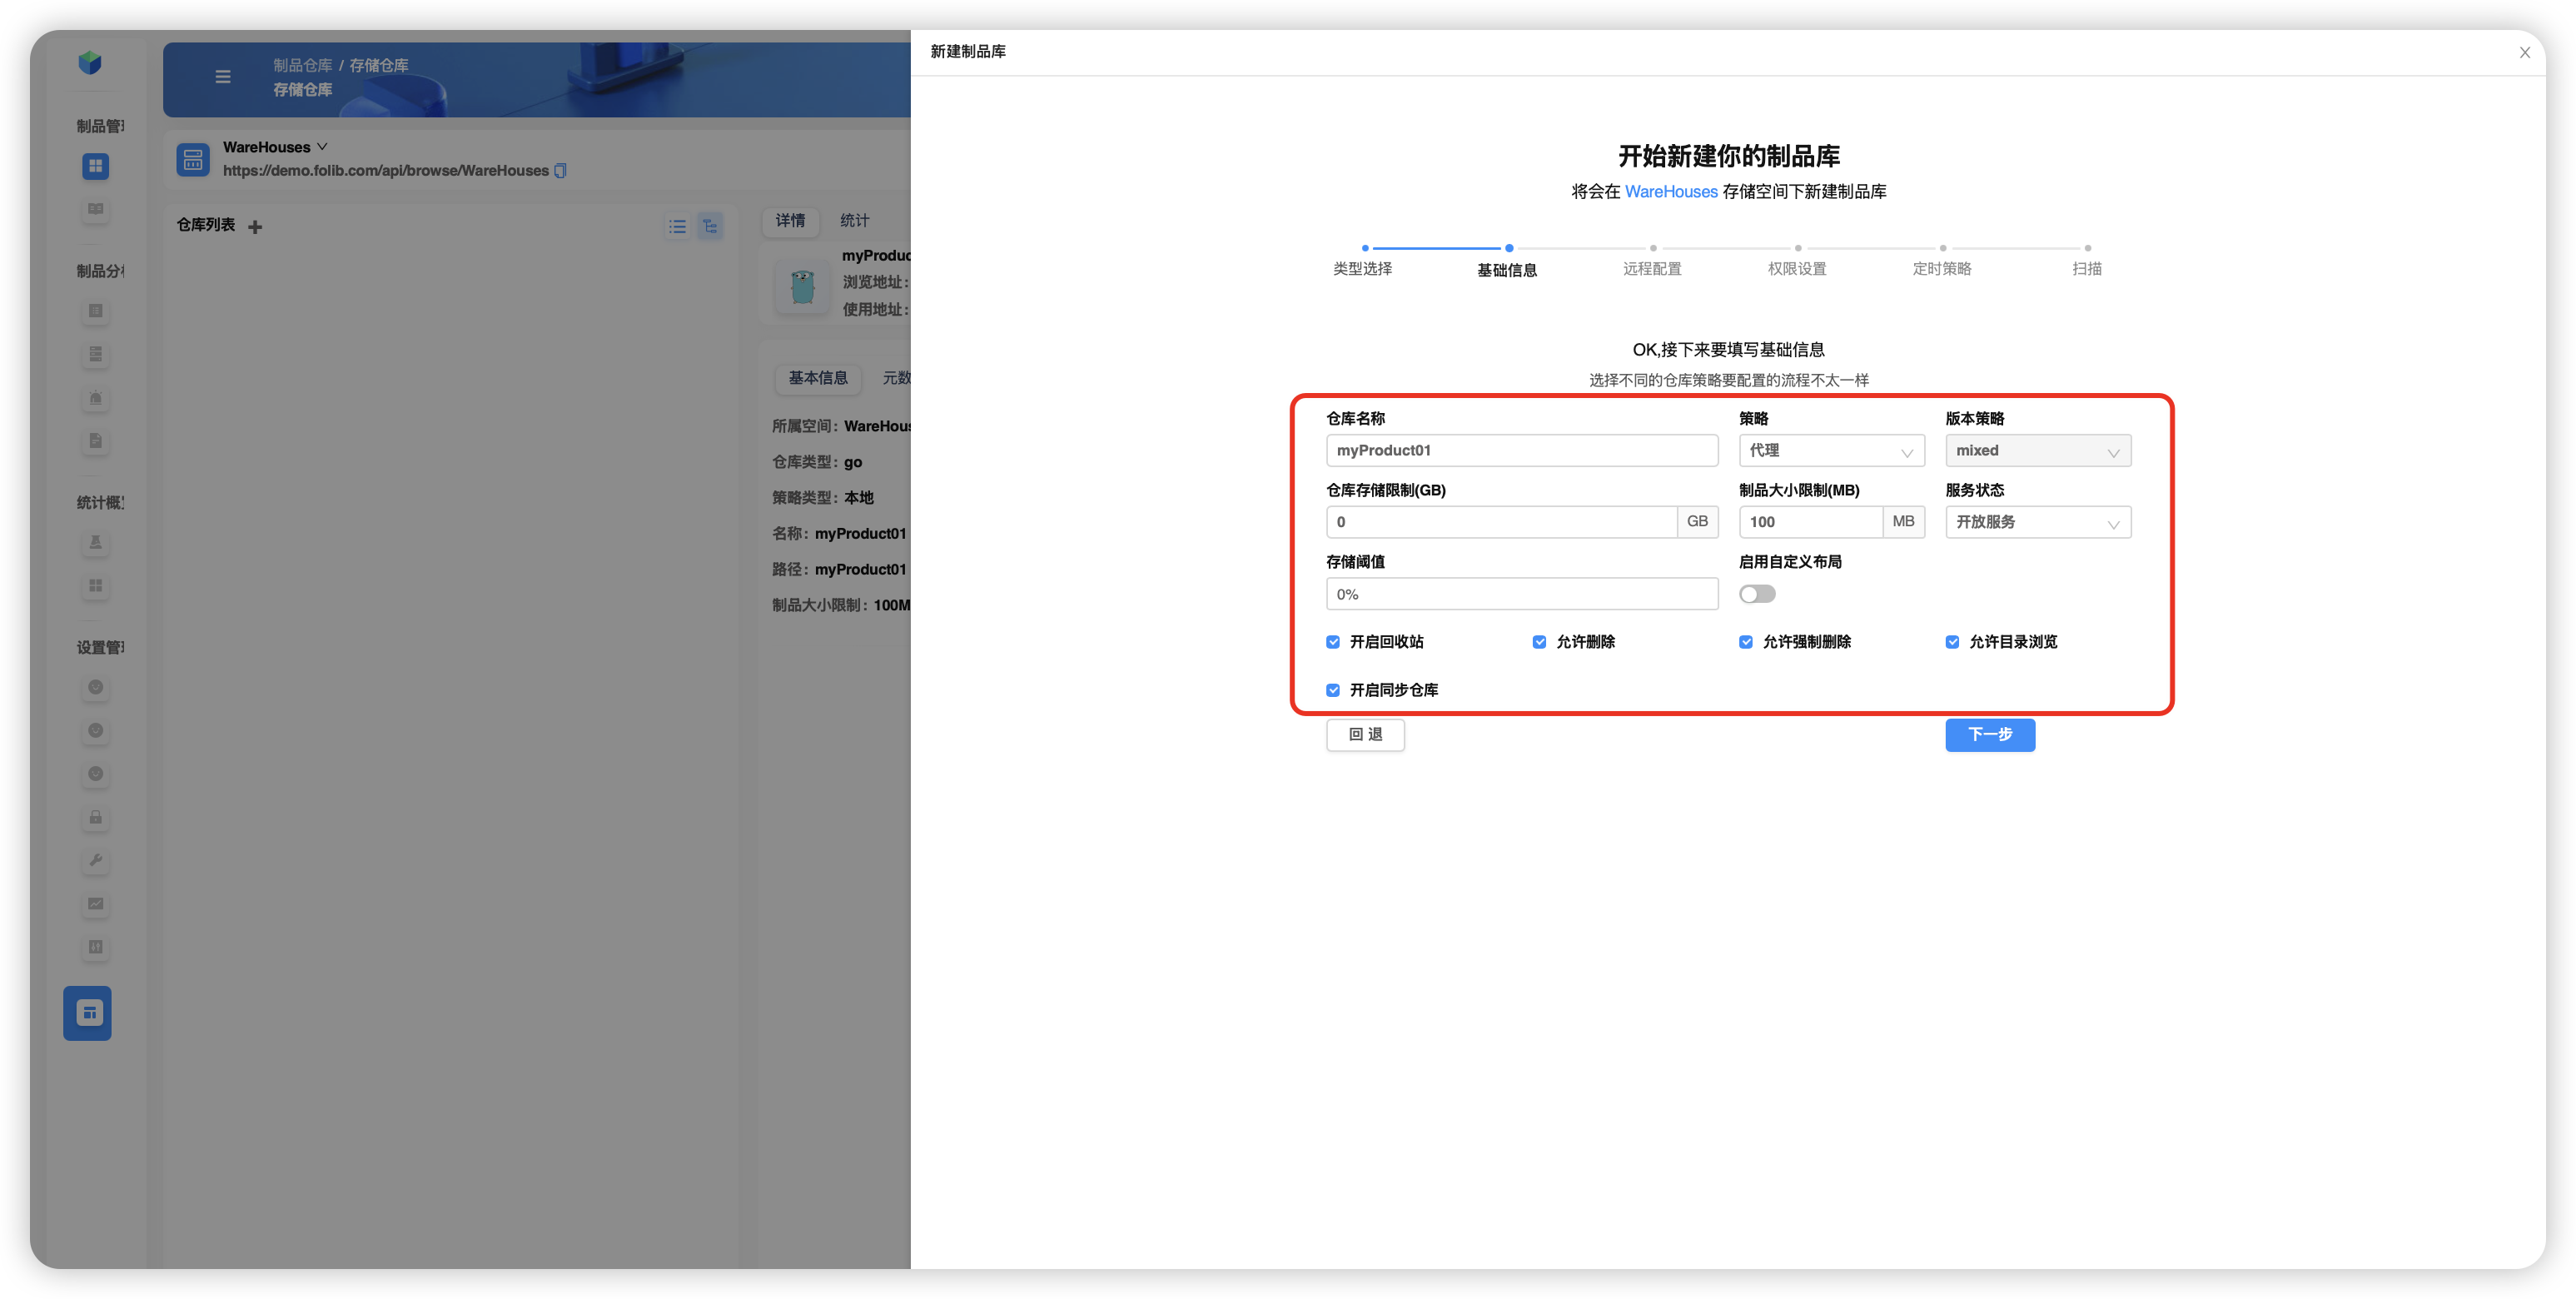 制品管
制品分
统计概
设置管
制品仓库 / 存储仓库
存储仓库
WareHouses
https://demo.folib.com/api/browse/WareHouses
仓库列表
详情 统计
myProduc
浏览地址：
使用地址：
基本信息 元数
所属空间：WareHous
仓库类型：go
策略类型：本地
名称：myProduct01
路径：myProduct01
制品大小限制：100M
新建制品库
开始新建你的制品库
将会在 WareHouses 存储空间下新建制品库
类型选择 基础信息 远程配置 权限设置 定时策略 扫描
OK,接下来要填写基础信息
选择不同的仓库策略要配置的流程不太一样
仓库名称 策略 版本策略
myProduct01 代理 mixed
仓库存储限制(GB) 制品大小限制(MB) 服务状态
0 GB 100 MB 开放服务
存储阈值 启用自定义布局
0%
开启回收站 允许删除 允许强制删除 允许目录浏览
开启同步仓库
回 退 下一步